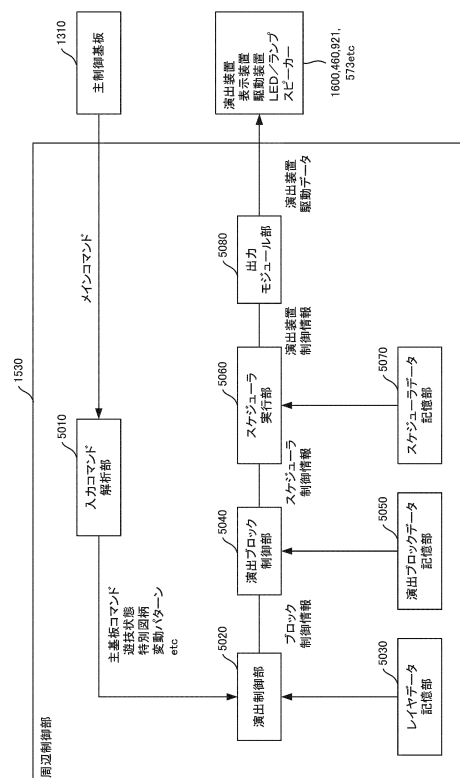 周辺制御部
1530
主制御基板
1310
メインコマンド
入力コマンド
解析部
5010
主基板コマンド
遊技状態
特別図柄
変動パターン
etc
演出制御部
5020
ブロック
制御情報
演出ブロック
制御部
5040
スケジューラ
制御情報
スケジューラ
実行部
5060
演出装置
制御情報
出力
モジュール部
5080
演出装置
駆動データ
演出装置
表示装置
駆動装置
LED/ランプ
スピーカー
1600,460,921,
573etc
レイヤデータ
記憶部
5030
演出ブロックデータ
記憶部
5050
スケジューラデータ
記憶部
5070